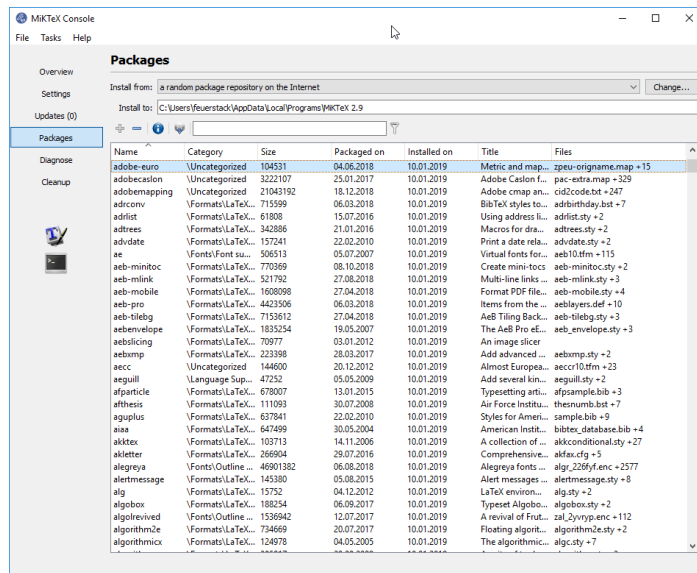 MiKTeX Console
File Tasks Help
Overview
Settings
Updates (0)
Packages
Diagnose
Cleanup
Packages
Install from: a random package repository on the Internet Change...
Install to: C:\Users\feuerstack\AppData\Local\Programs\MiKTeX 2.9
Name Category Size Packaged on Installed on Title Files
adobe-euro \Uncategorized 104531 04.06.2018 10.01.2019 Metric and map... zpeu-origname.map +15
adobecaslon \Uncategorized 3222107 25.01.2017 10.01.2019 Adobe Caslon f... pac-extra.map +329
adobemapping \Uncategorized 21043192 18.12.2018 10.01.2019 Adobe cmap an... cid2code.txt +247
adrconv \Formats\LaTeX... 715599 06.03.2018 10.01.2019 BibTeX styles to... adrbirthday.bst +7
adrlist \Formats\LaTeX... 61808 15.07.2016 10.01.2019 Using address li... adrlist.sty +2
adtrees \Formats\LaTeX... 342886 21.01.2016 10.01.2019 Macros for dra... adtrees.sty +2
advdate \Formats\LaTeX... 157241 22.02.2010 10.01.2019 Print a date rela... advdate.sty +2
ae \Fonts\Font su... 506513 05.07.2007 10.01.2019 Virtual fonts for... aeb10.tfm +115
aeb-minitoc \Formats\LaTeX... 770369 08.10.2018 10.01.2019 Create mini-tocs aeb-minitoc.sty +2
aeb-mlink \Formats\LaTeX... 521792 27.08.2018 10.01.2019 Multi-line links ... aeb-mlink.sty +3
aeb-mobile \Formats\LaTeX... 1608098 27.04.2018 10.01.2019 Format PDF file... aeb-mobile.sty +4
aeb-pro \Formats\LaTeX... 4423506 06.03.2018 10.01.2019 Items from the ... aeblayers.def +10
aeb-tilebg \Formats\LaTeX... 7153612 27.04.2018 10.01.2019 AeB Tiling Back... aeb-tilebg.sty +3
aebenvelope \Formats\LaTeX... 1835254 19.05.2007 10.01.2019 The AeB Pro eE... aeb_envelope.sty +3
aebslicing \Formats\LaTeX... 70977 03.01.2012 10.01.2019 An image slicer
aebxmp \Formats\LaTeX... 223398 28.03.2017 10.01.2019 Add advanced ... aebxmp.sty +2
aecc \Uncategorized 144600 20.12.2012 10.01.2019 Almost Europea... aeccr10.tfm +23
aeguill \Language Sup... 47252 05.05.2009 10.01.2019 Add several kin... aeguill.sty +2
afparticle \Formats\LaTeX... 678007 13.01.2015 10.01.2019 Typesetting arti... afpsample.bib +3
afthesis \Formats\LaTeX... 111093 30.07.2008 10.01.2019 Air Force Institu... thesnumb.bst +7
aguplus \Formats\LaTeX... 637841 22.02.2010 10.01.2019 Styles for Ameri... sample.bib +9
aiaa \Formats\LaTeX... 647499 30.05.2004 10.01.2019 American Instit... bibtex_database.bib +4
akktex \Formats\LaTeX... 103713 14.11.2006 10.01.2019 A collection of ... akkconditional.sty +27
akletter \Formats\LaTeX... 266904 29.07.2016 10.01.2019 Comprehensive... akfax.cfg +5
alegreya \Fonts\Outline ... 46901382 06.08.2018 10.01.2019 Alegreya fonts ... algr_226fyf.enc +2577
alertmessage \Formats\LaTeX... 145380 05.08.2015 10.01.2019 Alert messages ... alertmessage.sty +8
alg \Formats\LaTeX... 15752 04.12.2012 10.01.2019 LaTeX environ... alg.sty +2
algobox \Formats\LaTeX... 188254 06.09.2017 10.01.2019 Typeset Algobo... algobox.sty +2
algolrevived \Fonts\Outline ... 1536942 12.07.2017 10.01.2019 A revival of Frut... zal_2yvryp.enc +112
algorithm2e \Formats\LaTeX... 734669 20.07.2017 10.01.2019 Floating algorit... algorithm2e.sty +2
algorithmicx \Formats\LaTeX... 124978 04.05.2005 10.01.2019 The algorithmic... algc.sty +7